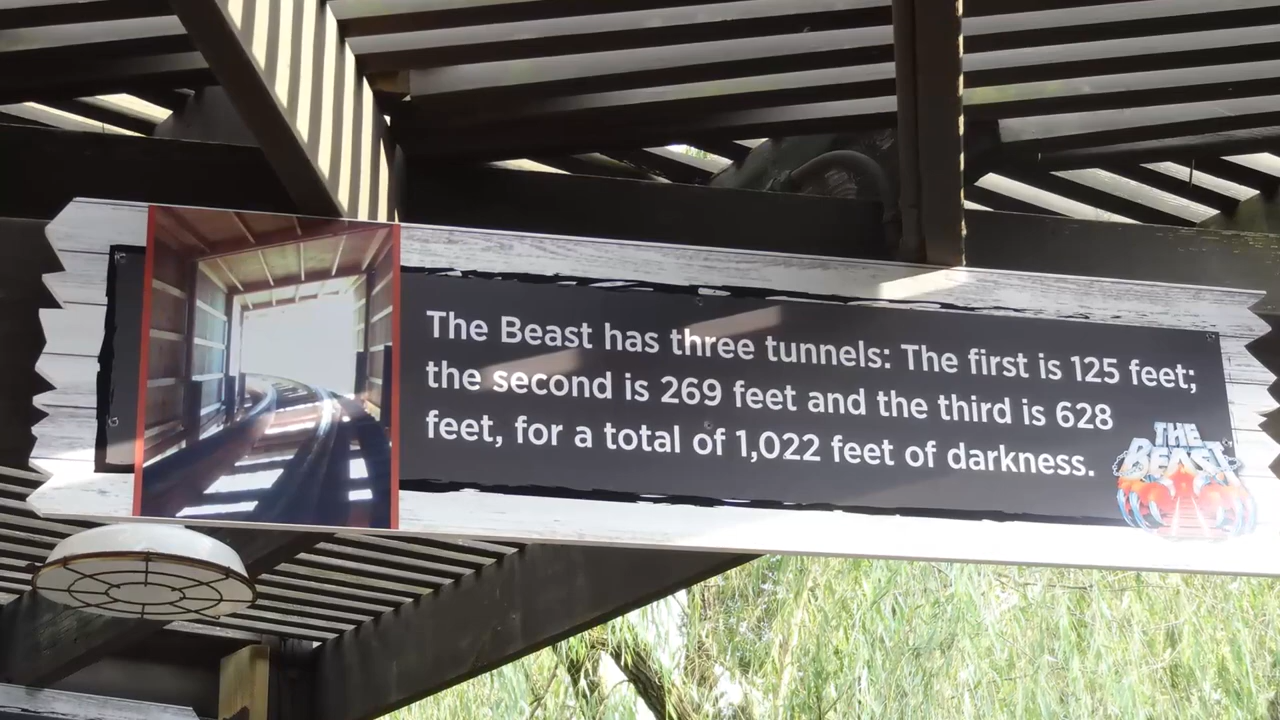 The Beast has three tunnels: The first is 125 feet;
the second is 269 feet and the third is 628
feet, for a total of 1,022 feet of darkness.
THE
BEAST